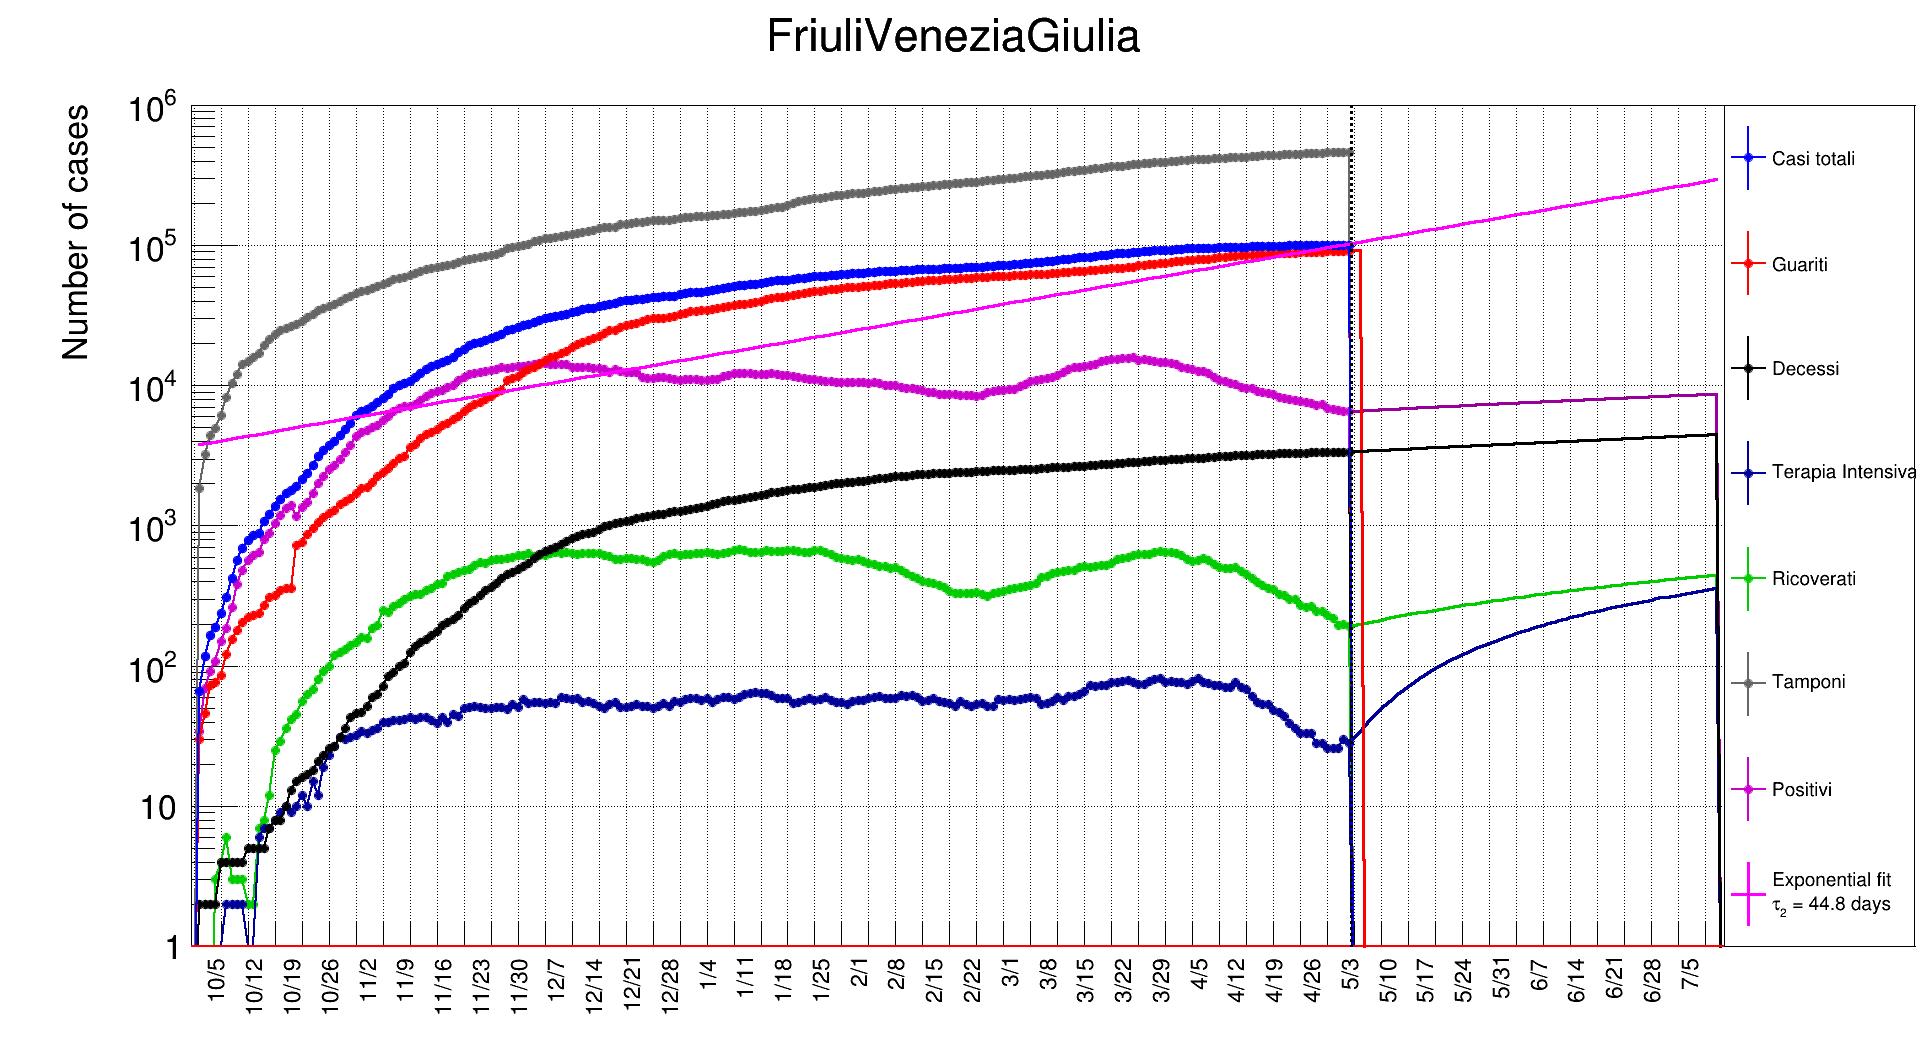 FriuliVeneziaGiulia
Number of cases
10^6
10^5
10^4
10^3
10^2
10
1
10/5 10/12 10/19 10/26 11/2 11/9 11/16 11/23 11/30 12/7 12/14 12/21 12/28 1/4 1/11 1/18 1/25 2/1 2/8 2/15 2/22 3/1 3/8 3/15 3/22 3/29 4/5 4/12 4/19 4/26 5/3 5/10 5/17 5/24 5/31 6/7 6/14 6/21 6/28 7/5
Casi totali
Guariti
Decessi
Terapia Intensiva
Ricoverati
Tamponi
Positivi
Exponential fit
τ₂ = 44.8 days